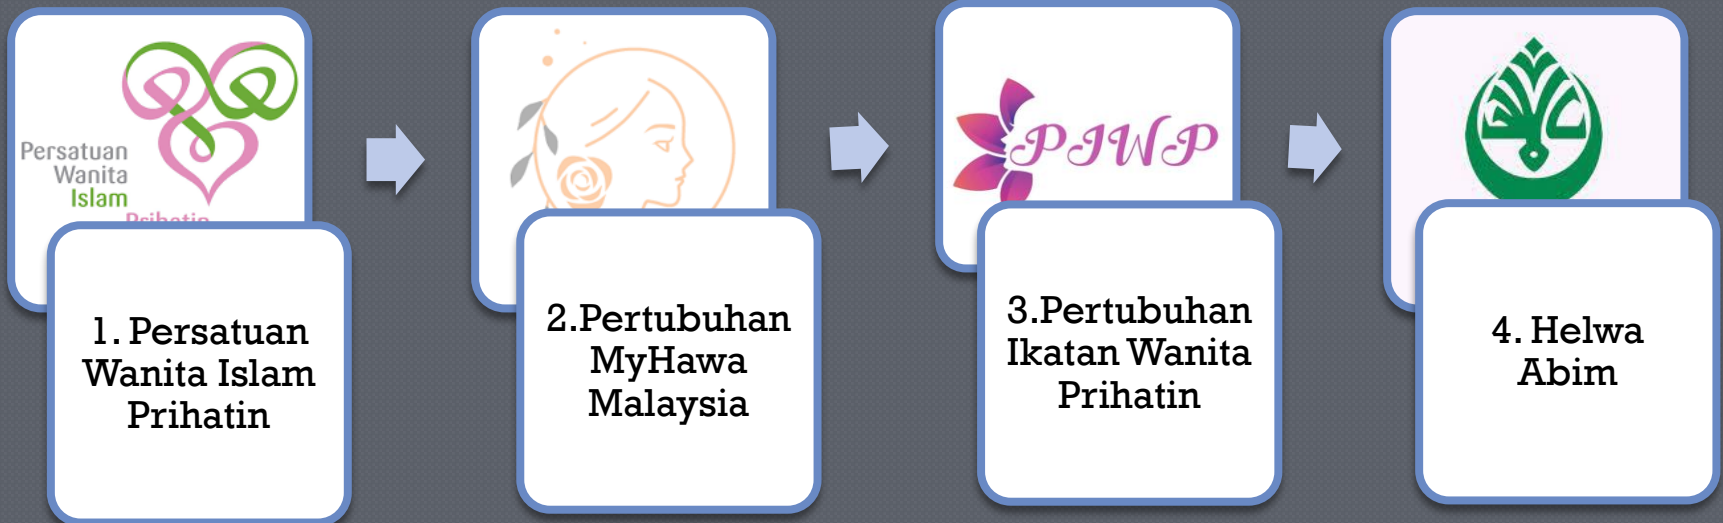 Persatuan
Wanita
Islam
Prihatin
PIWP
1. Persatuan
Wanita Islam
Prihatin
2.Pertubuhan
MyHawa
Malaysia
3.Pertubuhan
Ikatan Wanita
Prihatin
4. Helwa
Abim